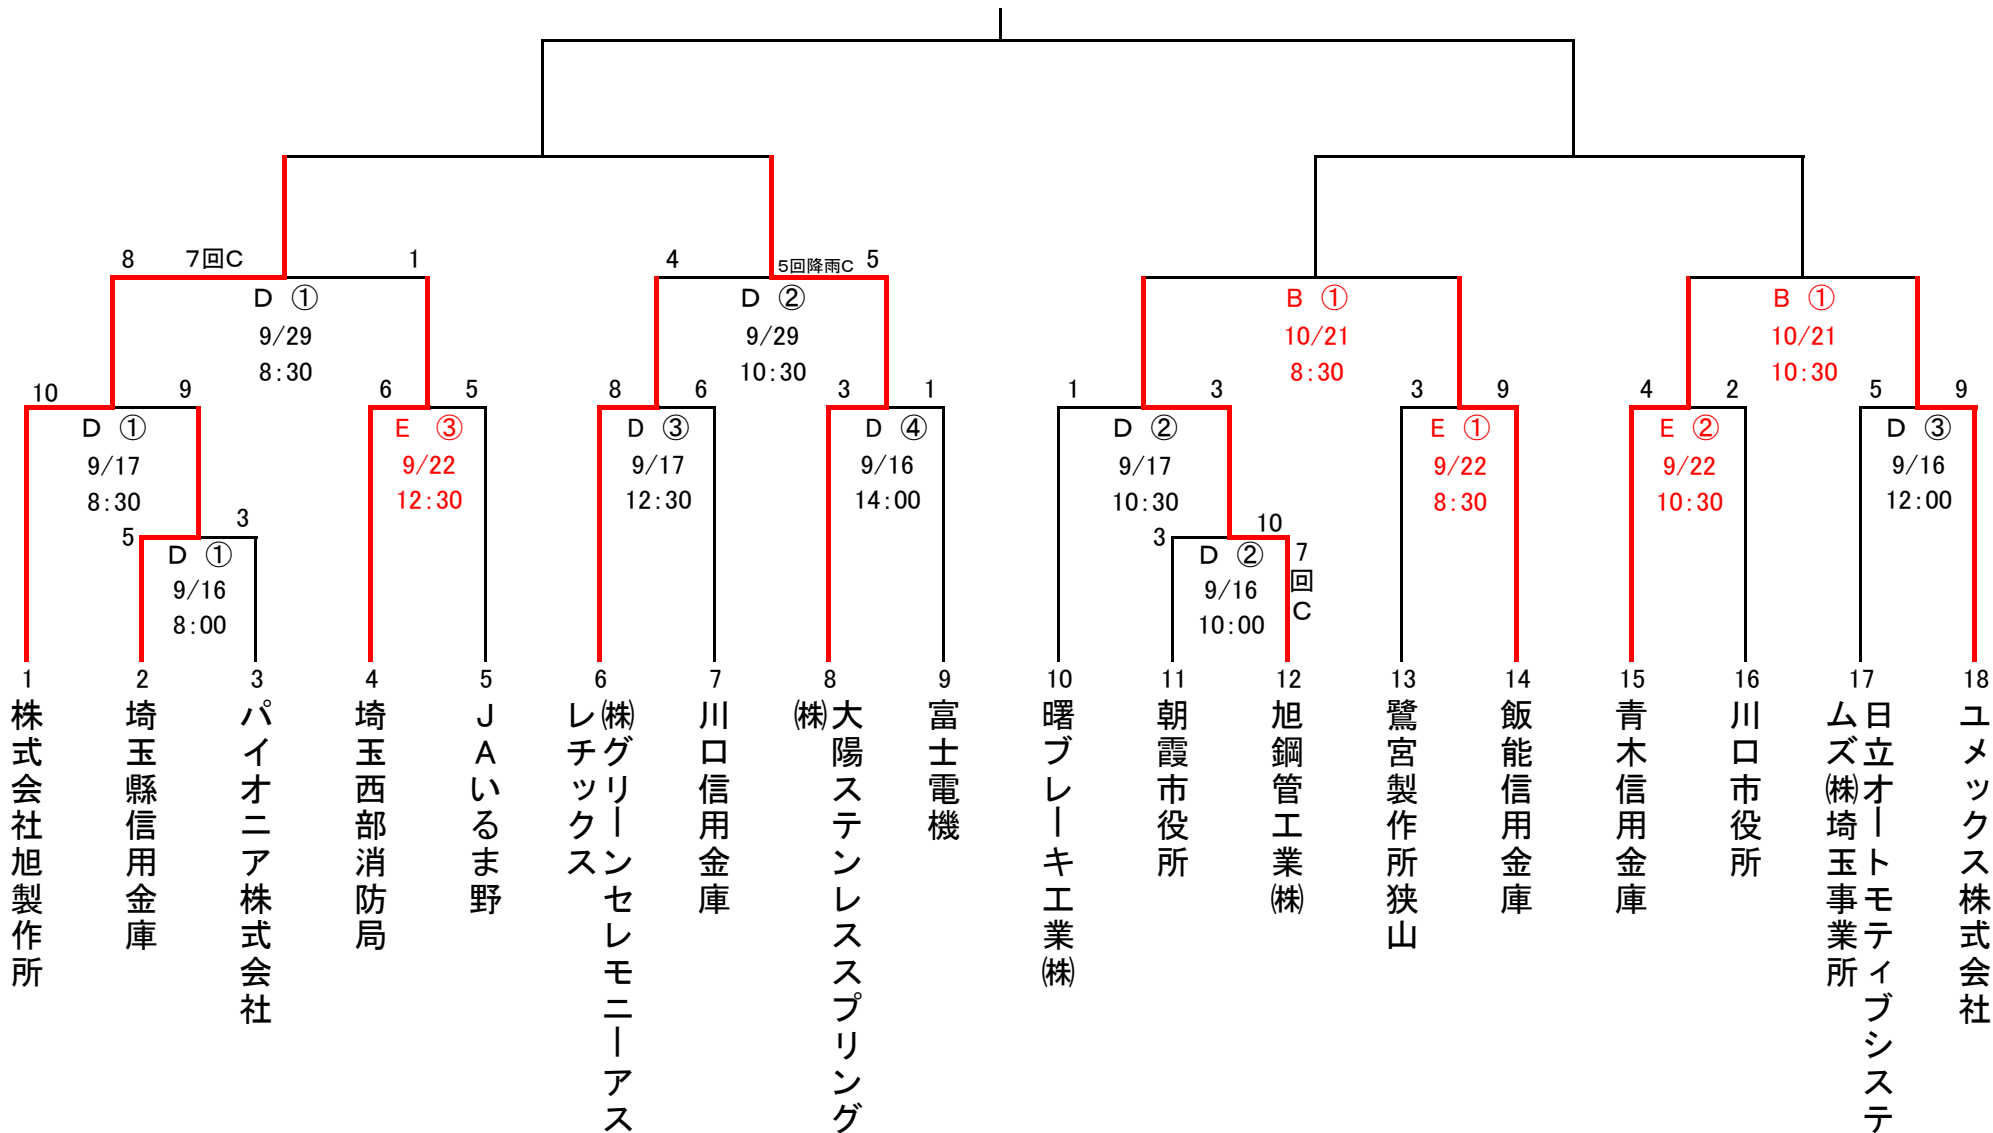 8 7回C 1
4 5回降雨C 5
D ①
9/29
8:30
D ②
9/29
10:30
B ①
10/21
8:30
B ①
10/21
10:30
10 9
D ①
9/17
8:30
6 5
E ③
9/22
12:30
8 6
D ③
9/17
12:30
3 1
D ④
9/16
14:00
1 3
D ②
9/17
10:30
3 9
E ①
9/22
8:30
4 2
E ②
9/22
10:30
5 9
D ③
9/16
12:00
5 3
D ①
9/16
8:00
3 10
7回C
D ②
9/16
10:00
1
株式会社旭製作所
2
埼玉縣信用金庫
3
パイオニア株式会社
4
埼玉西部消防局
5
JAいるま野
6
㈱グリーンセレモニーアス
レチックス
7
川口信用金庫
8
大陽ステンレススプリング
㈱
9
富士電機
10
曙ブレーキ工業㈱
11
朝霞市役所
12
旭鋼管工業㈱
13
鷺宮製作所狭山
14
飯能信用金庫
15
青木信用金庫
16
川口市役所
17
日立オートモティブシステ
ムズ㈱埼玉事業所
18
ユメックス株式会社